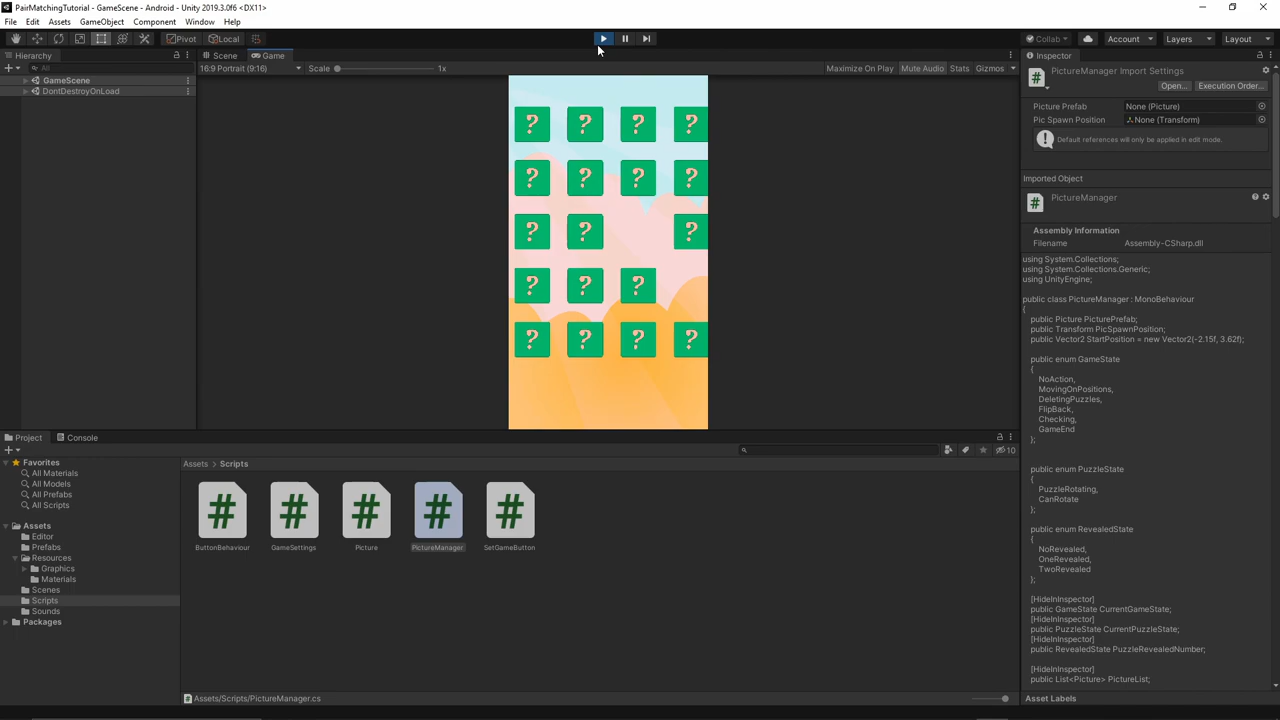 PairMatchingTutorial - GameScene - Android - Unity 2019.3.0f6 <DX11>
File Edit Assets GameObject Component Window Help
Pivot Local Collab Account Layers Layout
Hierarchy
All
GameScene
DontDestroyOnLoad
Scene Game
16:9 Portrait (9:16) Scale 1x Maximize On Play Mute Audio Stats Gizmos
? ? ? ?
? ? ? ?
? ? ?
? ? ?
? ? ? ?
Inspector
PictureManager Import Settings
Open... Execution Order...
Picture Prefab None (Picture)
Pic Spawn Position None (Transform)
Default references will only be applied in edit mode.
Imported Object
# PictureManager
Assembly Information
Filename Assembly-CSharp.dll
using System.Collections;
using System.Collections.Generic;
using UnityEngine;
public class PictureManager : MonoBehaviour
{
public Picture PicturePrefab;
public Transform PicSpawnPosition;
public Vector2 StartPosition = new Vector2(-2.15f, 3.62f);
public enum GameState
{
NoAction,
MovingOnPositions,
DeletingPuzzles,
FlipBack,
Checking,
GameEnd
};
public enum PuzzleState
{
PuzzleRotating,
CanRotate
};
public enum RevealedState
{
NoRevealed,
OneRevealed,
TwoRevealed
};
[HideInInspector]
public GameState CurrentGameState;
[HideInInspector]
public PuzzleState CurrentPuzzleState;
[HideInInspector]
public RevealedState PuzzleRevealedNumber;
[HideInInspector]
public List<Picture> PictureList;
Asset Labels
Project Console
10
Favorites
All Materials
All Models
All Prefabs
All Scripts
Assets
Editor
Prefabs
Resources
Graphics
Materials
Scenes
Scripts
Sounds
Packages
Assets > Scripts
# # # # #
ButtonBehaviour GameSettings Picture PictureManager SetGameButton
Assets/Scripts/PictureManager.cs